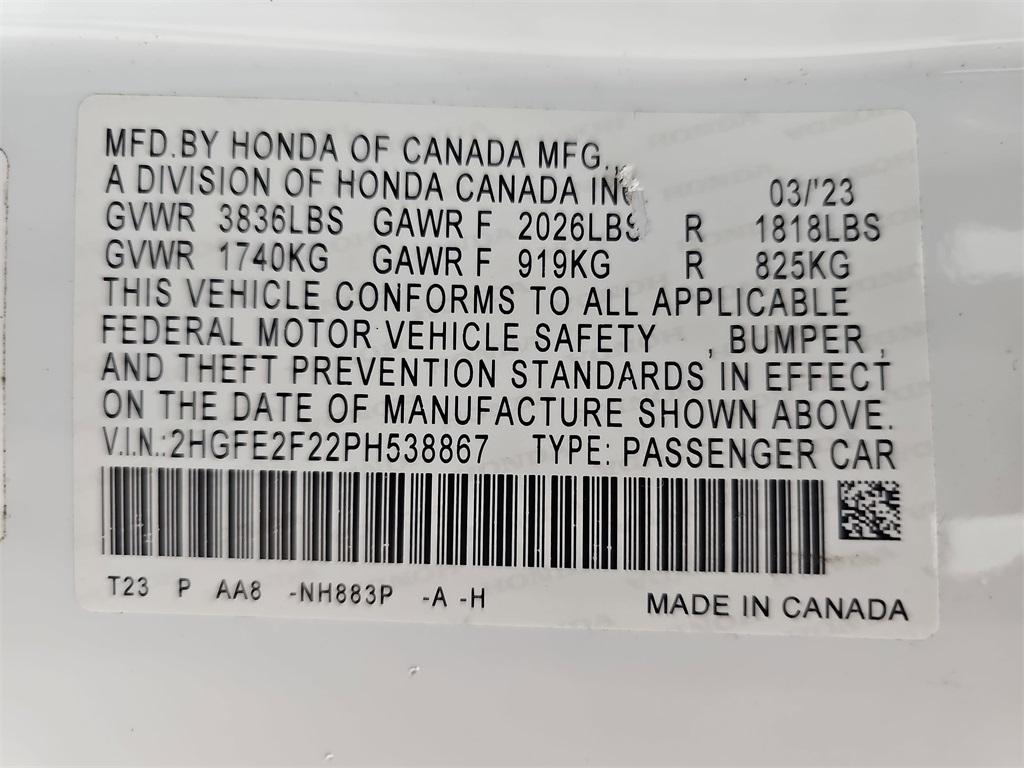 MFD.BY HONDA OF CANADA MFG.,
A DIVISION OF HONDA CANADA INC 03/'23
GVWR 3836LBS GAWR F 2026LBS R 1818LBS
GVWR 1740KG GAWR F 919KG R 825KG
THIS VEHICLE CONFORMS TO ALL APPLICABLE
FEDERAL MOTOR VEHICLE SAFETY , BUMPER ,
AND THEFT PREVENTION STANDARDS IN EFFECT
ON THE DATE OF MANUFACTURE SHOWN ABOVE.
V.I.N.:2HGFE2F22PH538867 TYPE: PASSENGER CAR
T23 P AA8 -NH883P -A -H
MADE IN CANADA